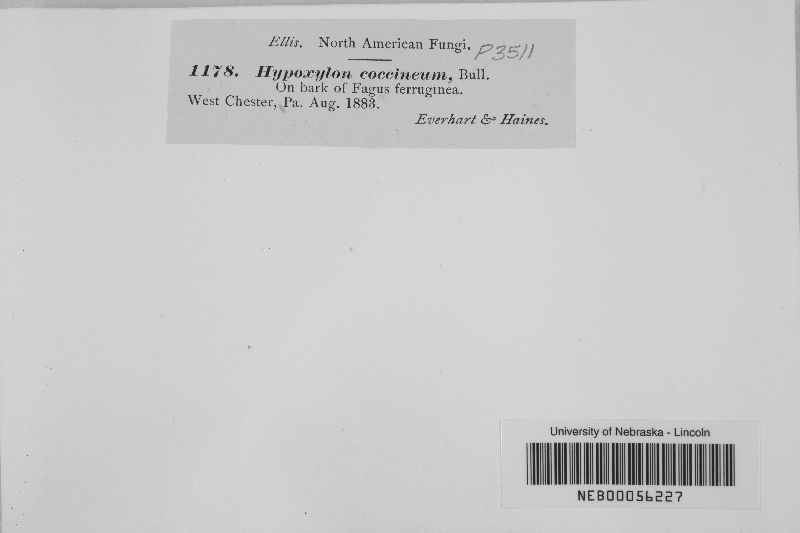 Ellis. North American Fungi. P3511
1178. Hypoxylon coccineum, Bull.
On bark of Fagus ferruginea.
West Chester, Pa. Aug. 1883.
Everhart & Haines.
University of Nebraska - Lincoln
NEB00056227